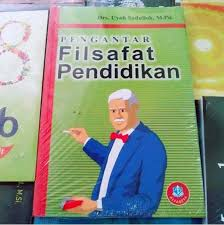 Drs. Uyoh Sadulloh, M.Pd.
PENGANTAR
Filsafat
Pendidikan